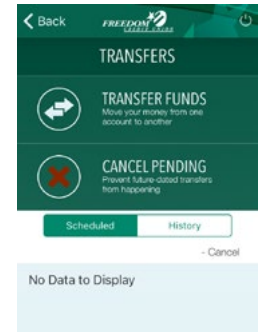 Back
FREEDOM
CREDIT UNION
TRANSFERS
TRANSFER FUNDS
Move your money from one
account to another
CANCEL PENDING
Prevent future-dated transfers
from happening
Scheduled History
- Cancel
No Data to Display